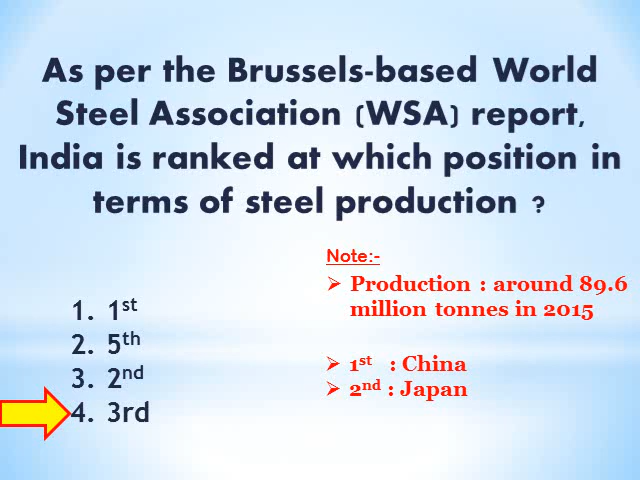 As per the Brussels-based World
Steel Association (WSA) report,
India is ranked at which position in
terms of steel production ?
Note:-
➢ Production : around 89.6
million tonnes in 2015
1. 1st
2. 5th
3. 2nd
4. 3rd
➢ 1st : China
➢ 2nd : Japan